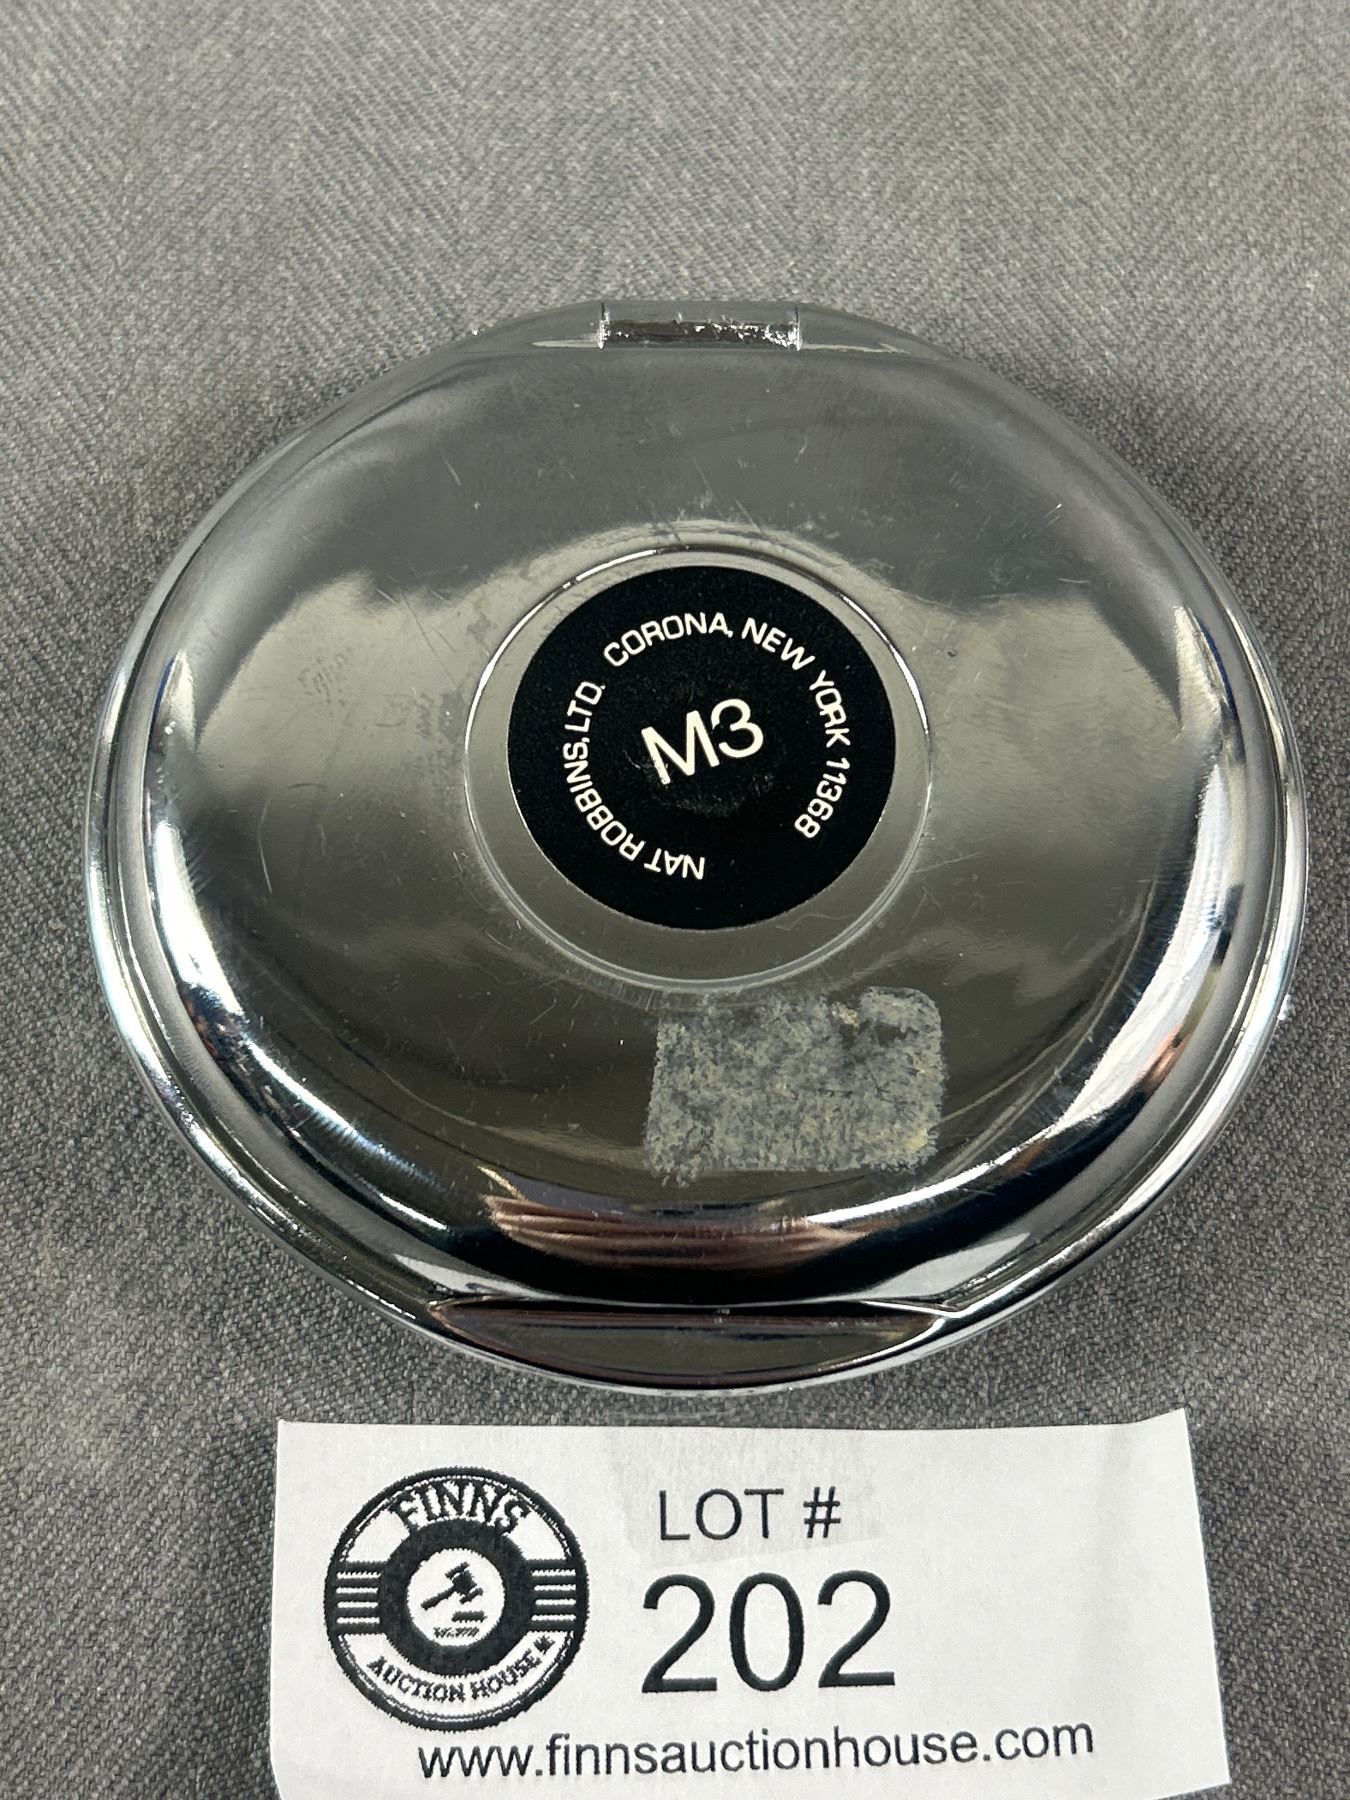 NAT ROBBINS, LTD. CORONA, NEW YORK 11368
M3
FINNS
AUCTION HOUSE
LOT #
202
www.finnsauctionhouse.com